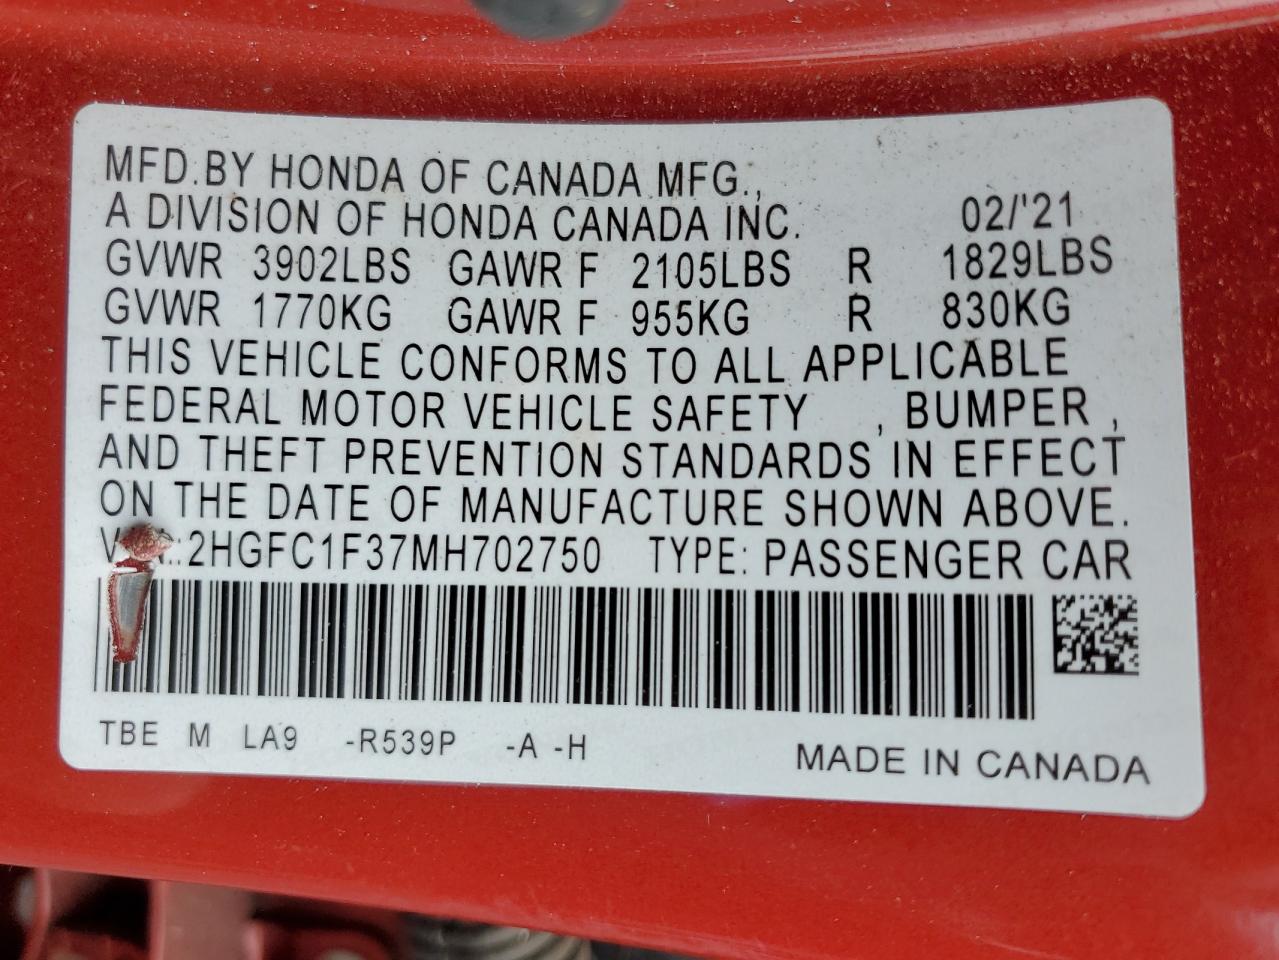 MFD.BY HONDA OF CANADA MFG.,
A DIVISION OF HONDA CANADA INC. 02/'21
GVWR 3902LBS GAWR F 2105LBS R 1829LBS
GVWR 1770KG GAWR F 955KG R 830KG
THIS VEHICLE CONFORMS TO ALL APPLICABLE
FEDERAL MOTOR VEHICLE SAFETY , BUMPER ,
AND THEFT PREVENTION STANDARDS IN EFFECT
ON THE DATE OF MANUFACTURE SHOWN ABOVE.
2HGFC1F37MH702750 TYPE: PASSENGER CAR
TBE M LA9 -R539P -A -H
MADE IN CANADA